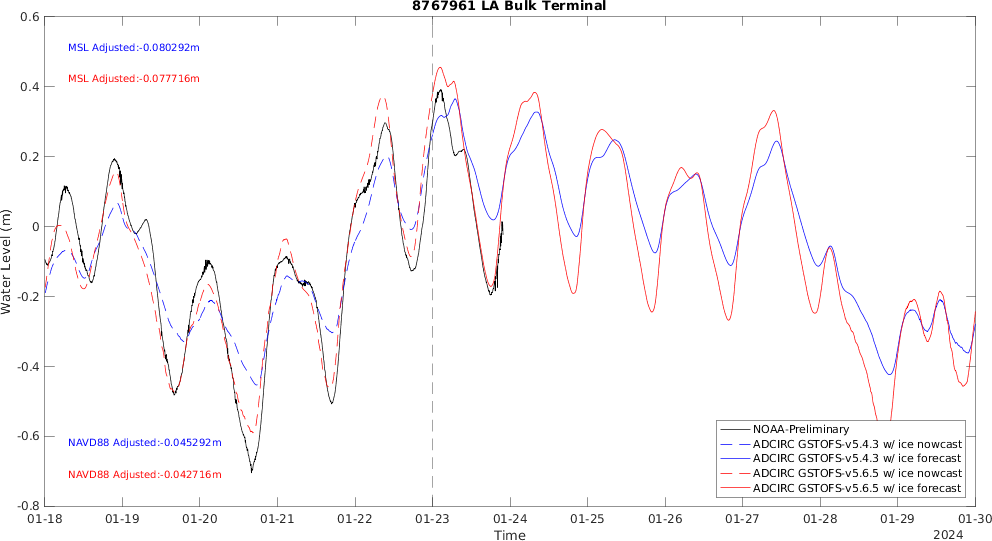 8767961 LA Bulk Terminal
MSL Adjusted:-0.080292m
MSL Adjusted:-0.077716m
NAVD88 Adjusted:-0.045292m
NAVD88 Adjusted:-0.042716m
Water Level (m)
0.6
0.4
0.2
0
-0.2
-0.4
-0.6
-0.8
NOAA-Preliminary
ADCIRC GSTOFS-v5.4.3 w/ ice nowcast
ADCIRC GSTOFS-v5.4.3 w/ ice forecast
ADCIRC GSTOFS-v5.6.5 w/ ice nowcast
ADCIRC GSTOFS-v5.6.5 w/ ice forecast
01-18 01-19 01-20 01-21 01-22 01-23 01-24 01-25 01-26 01-27 01-28 01-29 01-30
Time
2024